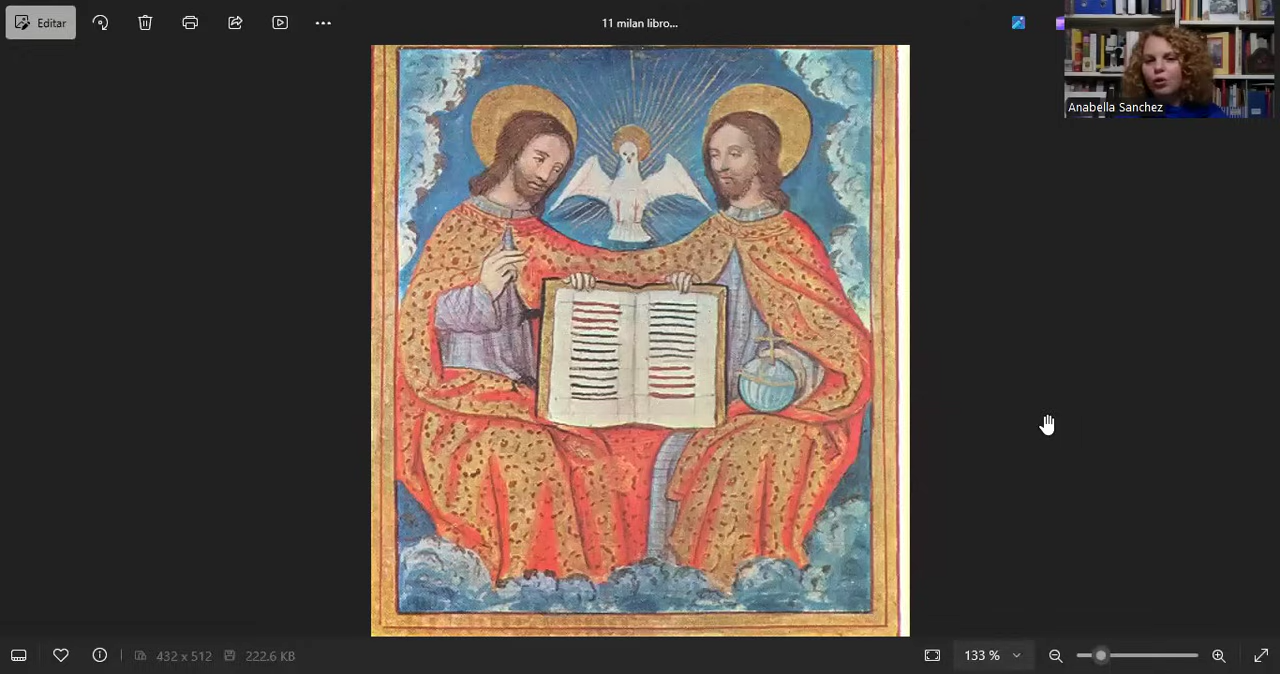 Editar
11 milan libro...
Anabella Sanchez
432 x 512
222.6 KB
133 %